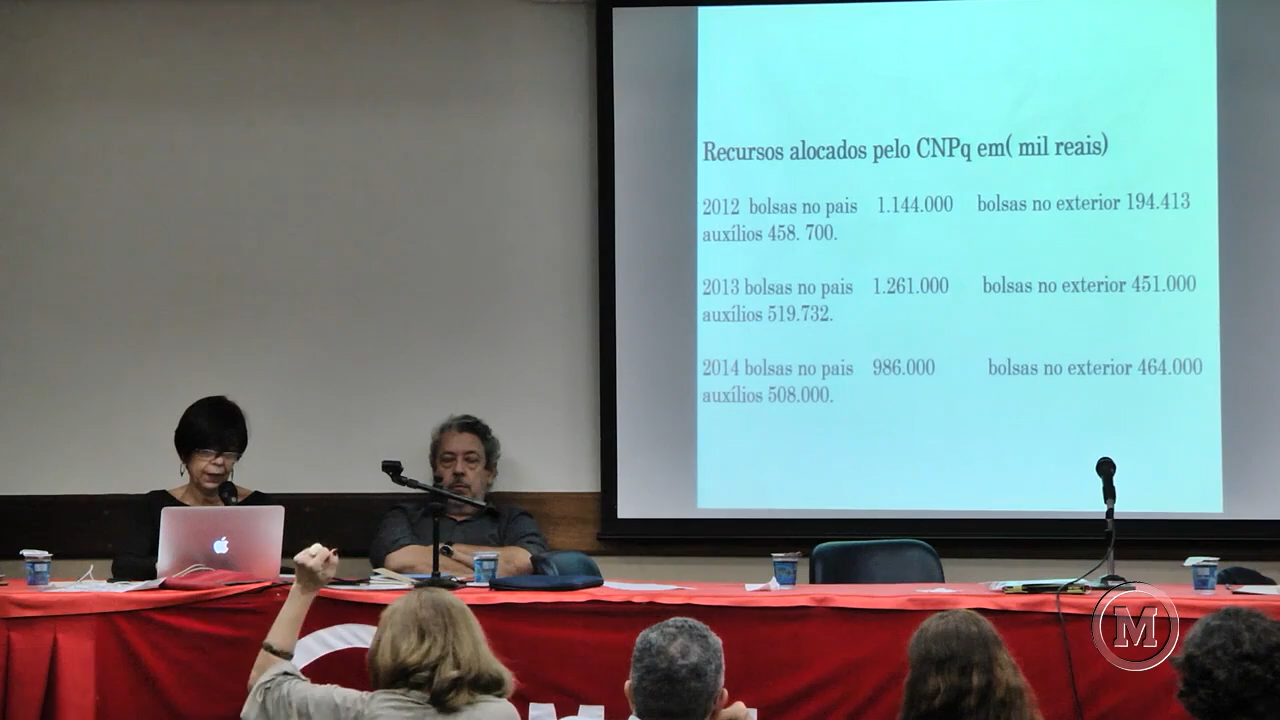 Recursos alocados pelo CNPq em( mil reais)
2012 bolsas no pais 1.144.000 bolsas no exterior 194.413
auxílios 458. 700.
2013 bolsas no pais 1.261.000 bolsas no exterior 451.000
auxílios 519.732.
2014 bolsas no pais 986.000 bolsas no exterior 464.000
auxílios 508.000.
M